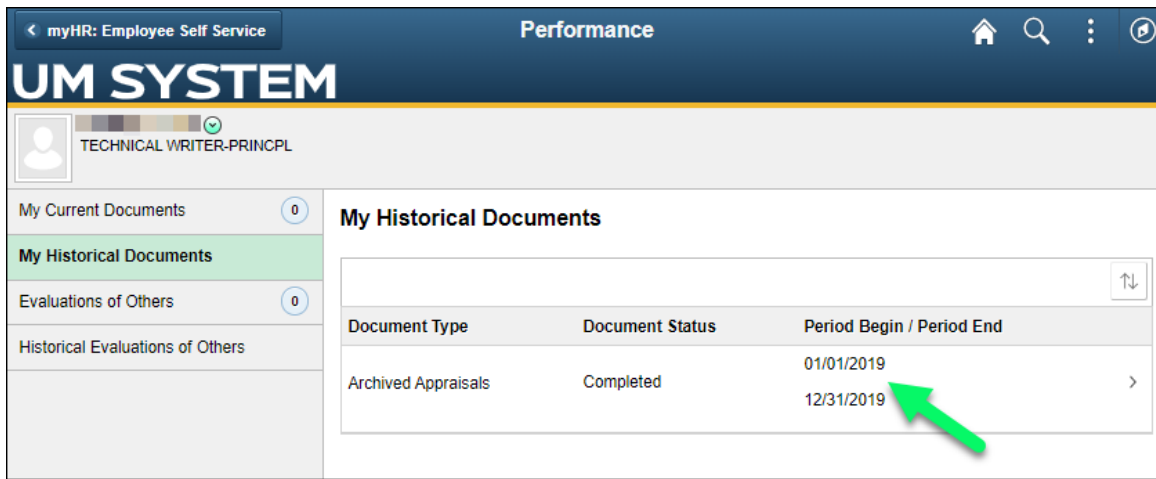 myHR: Employee Self Service
Performance
UM SYSTEM
TECHNICAL WRITER-PRINCPL
My Current Documents 0
My Historical Documents
Evaluations of Others 0
Historical Evaluations of Others
My Historical Documents
Document Type Document Status Period Begin / Period End
Archived Appraisals Completed 01/01/2019
12/31/2019